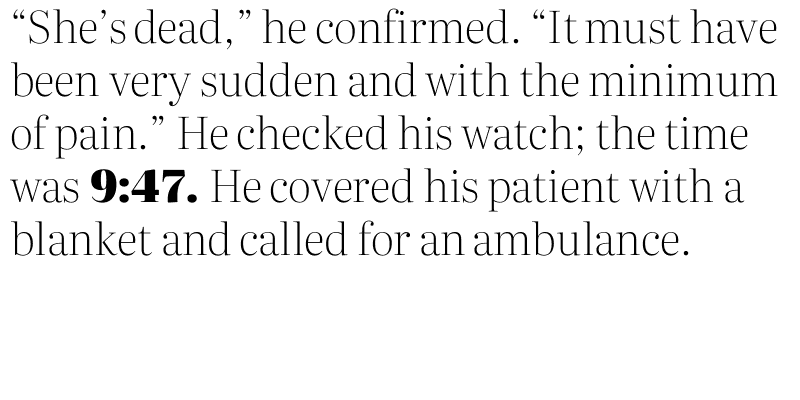 “She’s dead,” he confirmed. “It must have
been very sudden and with the minimum
of pain.” He checked his watch; the time
was 9:47. He covered his patient with a
blanket and called for an ambulance.